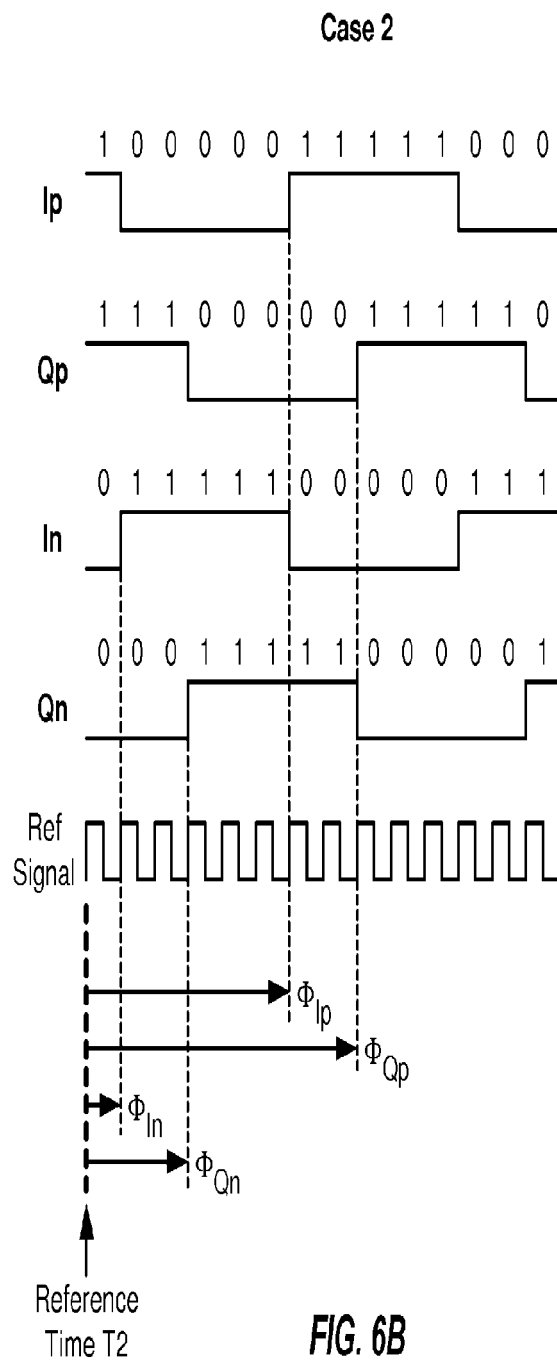 Case 2
1 0 0 0 0 0 1 1 1 1 1 0 0 0
Ip
1 1 1 0 0 0 0 0 1 1 1 1 1 0
Qp
0 1 1 1 1 1 0 0 0 0 0 1 1 1
In
0 0 0 1 1 1 1 1 0 0 0 0 0 1
Qn
Ref
Signal
ΦIp
ΦQp
ΦIn
ΦQn
Reference
Time T2
FIG. 6B